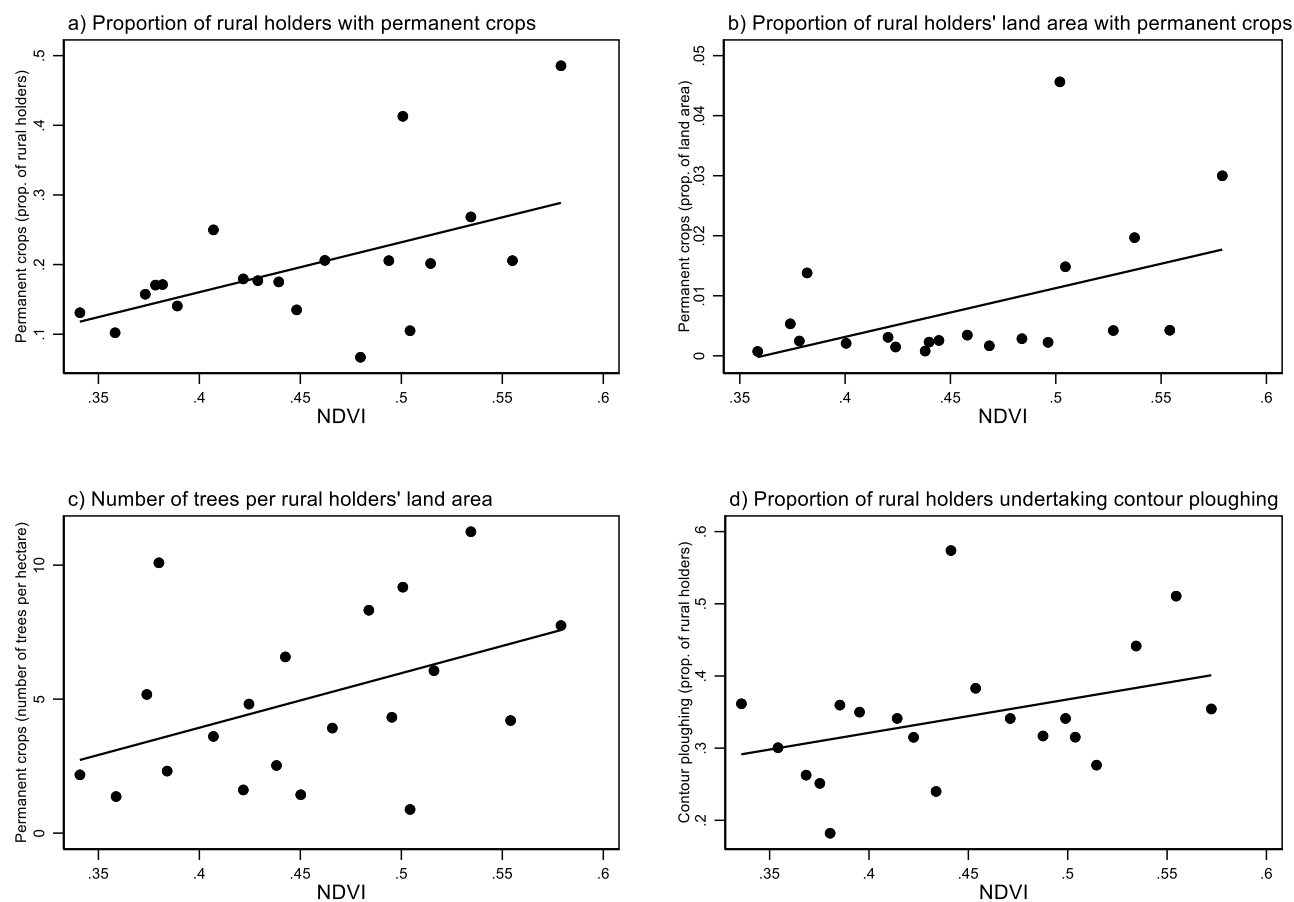 a) Proportion of rural holders with permanent crops
Permanent crops (prop. of rural holders)
.5
.4
.3
.2
.1
.35 .4 .45 .5 .55 .6
NDVI
b) Proportion of rural holders' land area with permanent crops
Permanent crops (prop. of land area)
.05
.04
.03
.02
.01
0
.35 .4 .45 .5 .55 .6
NDVI
c) Number of trees per rural holders' land area
Permanent crops (number of trees per hectare)
10
5
0
.35 .4 .45 .5 .55 .6
NDVI
d) Proportion of rural holders undertaking contour ploughing
Contour ploughing (prop. of rural holders)
.6
.5
.4
.3
.2
.35 .4 .45 .5 .55 .6
NDVI